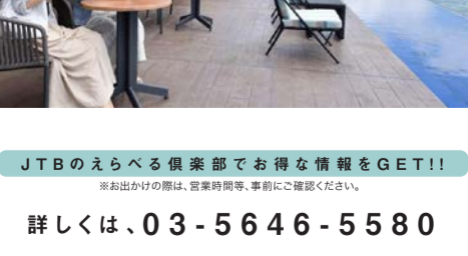 JTBのえらべる倶楽部でお得な情報をGET!!
※お出かけの際は、営業時間等、事前にご確認ください。
詳しくは、03-5646-5580